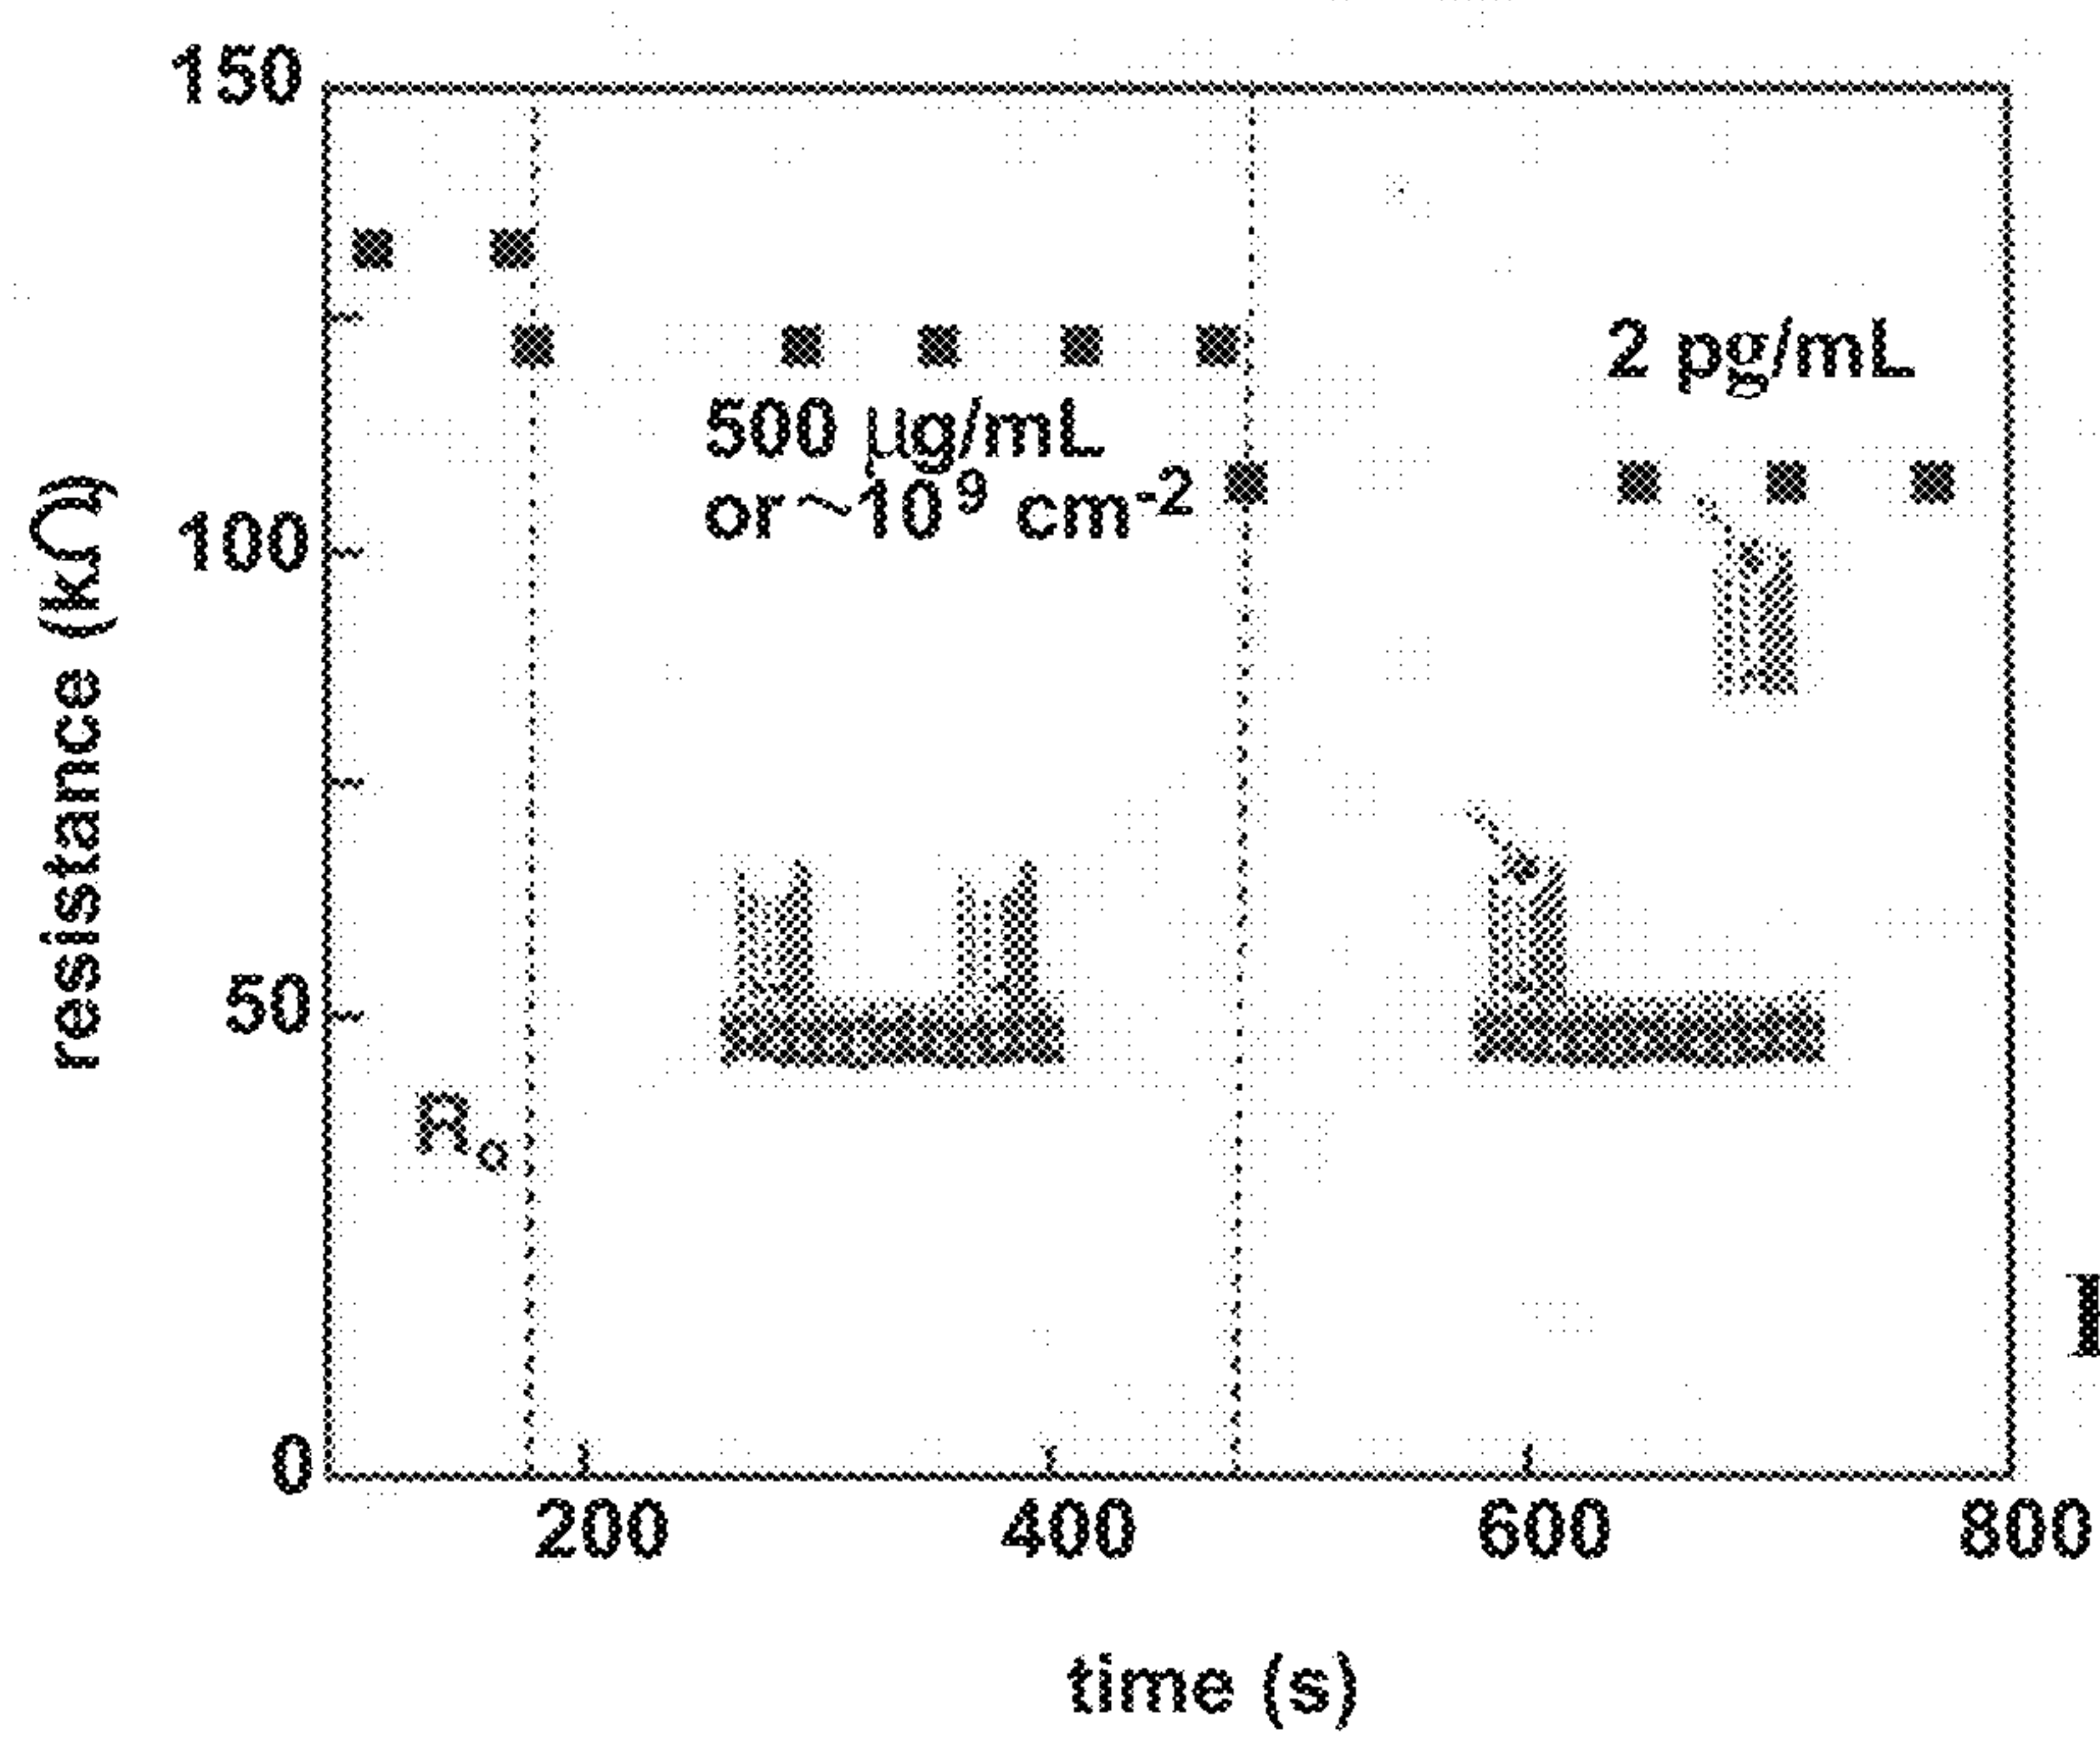 150
100
50
0
resistance (kΩ)
500 µg/mL
or ~10⁹ cm⁻²
2 pg/mL
Rₒ
200 400 600 800
time (s)